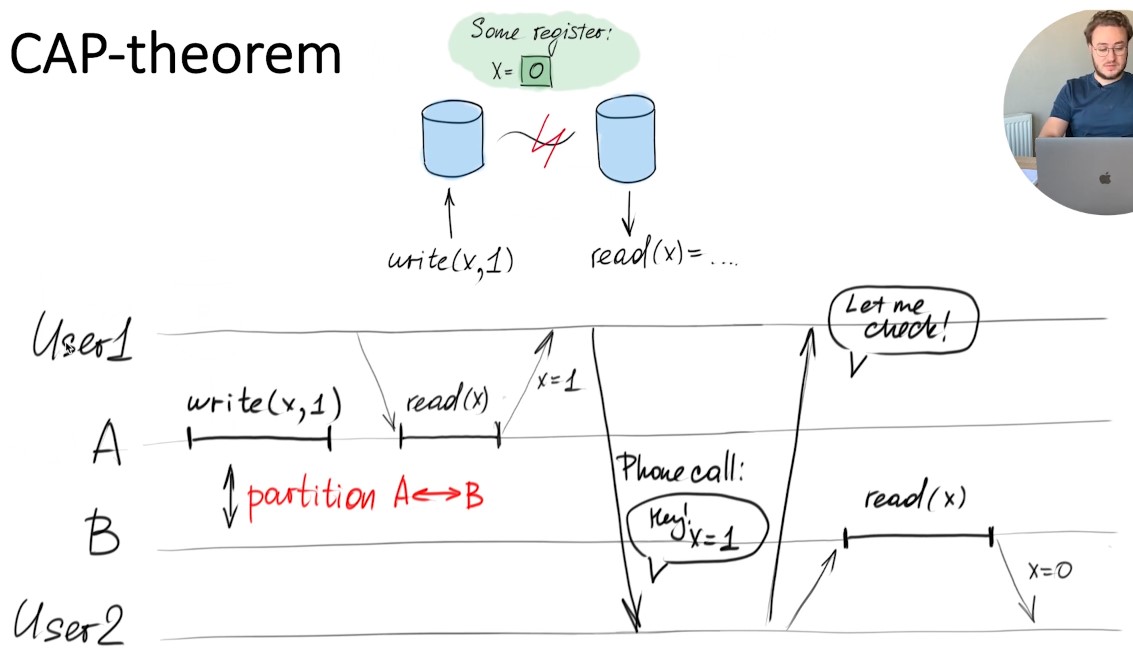 CAP-theorem
Some register:
X= 0
write(x,1)
read(x)= ....
User1
Let me
check!
x=1
write(x,1)
read(x)
A
Phone call:
partition A↔B
read(x)
Hey!
x=1
B
x=0
User2